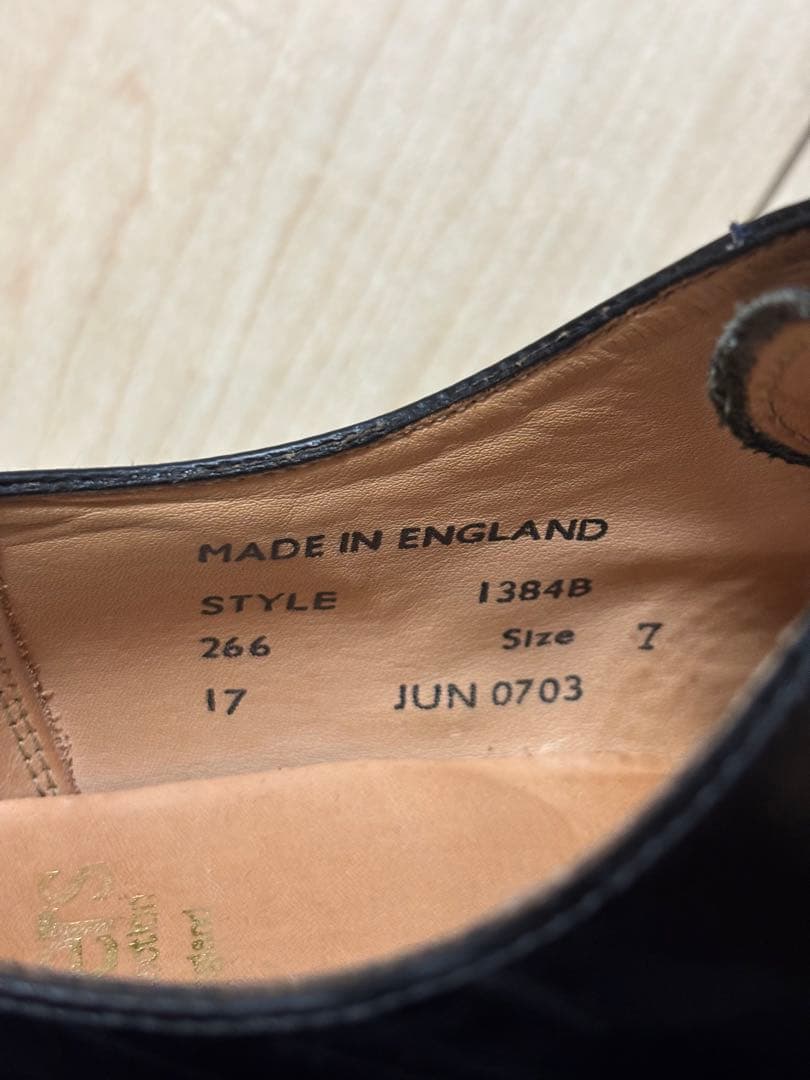 MADE IN ENGLAND
STYLE 1384B
266 Size 7
17 JUN 0703